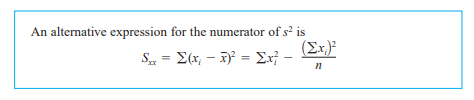 An alternative expression for the numerator of s² is
Sₓₓ = Σ(xᵢ − x̄)² = Σxᵢ² − (Σxᵢ)²/n